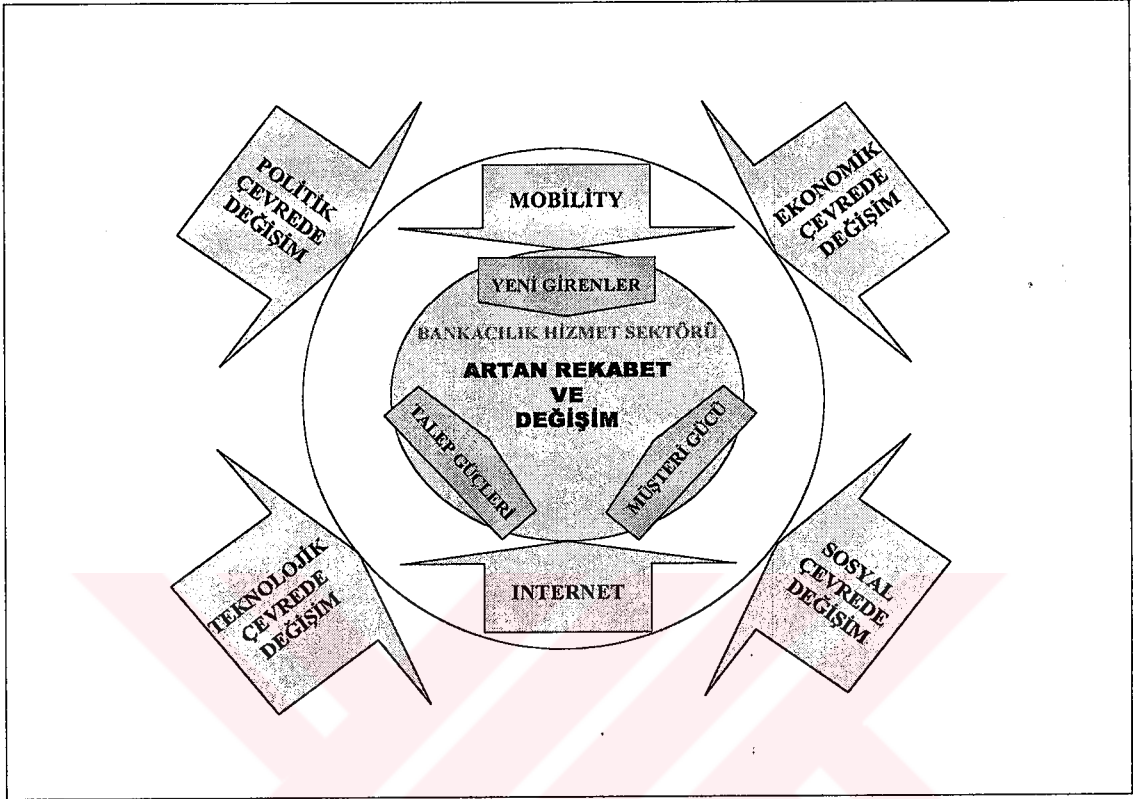 POLİTİK
ÇEVREDE
DEĞİŞİM
EKONOMİK
ÇEVREDE
DEĞİŞİM
MOBİLİTY
YENİ GİRENLER
BANKACILIK HİZMET SEKTÖRÜ
ARTAN REKABET
VE
DEĞİŞİM
TALEP GÜÇLERİ
MÜŞTERİ GÜCÜ
INTERNET
TEKNOLOJİK
ÇEVREDE
DEĞİŞİM
SOSYAL
ÇEVREDE
DEĞİŞİM